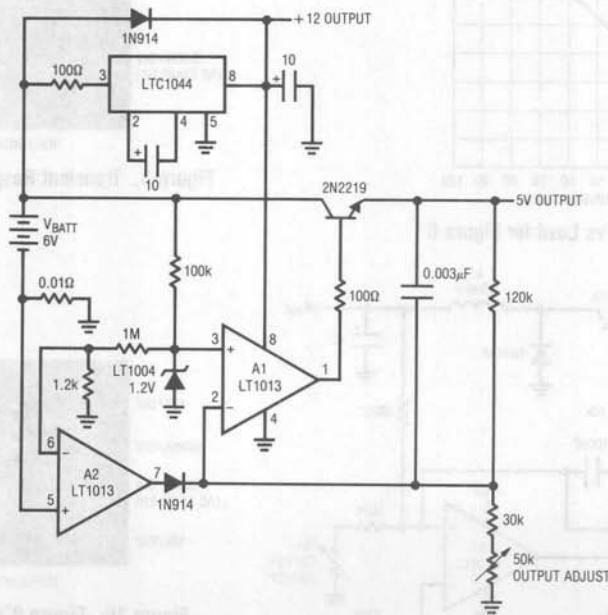 +12 OUTPUT
1N914
100Ω
3
LTC1044
8
+
10
2
4
5
+
10
2N2219
5V OUTPUT
VBATT
6V
100k
0.003µF
120k
0.01Ω
100Ω
1M
3
+
A1
LT1013
8
1
LT1004
1.2V
2
–
4
1.2k
6
–
A2
LT1013
7
5
+
1N914
30k
50k
OUTPUT ADJUST